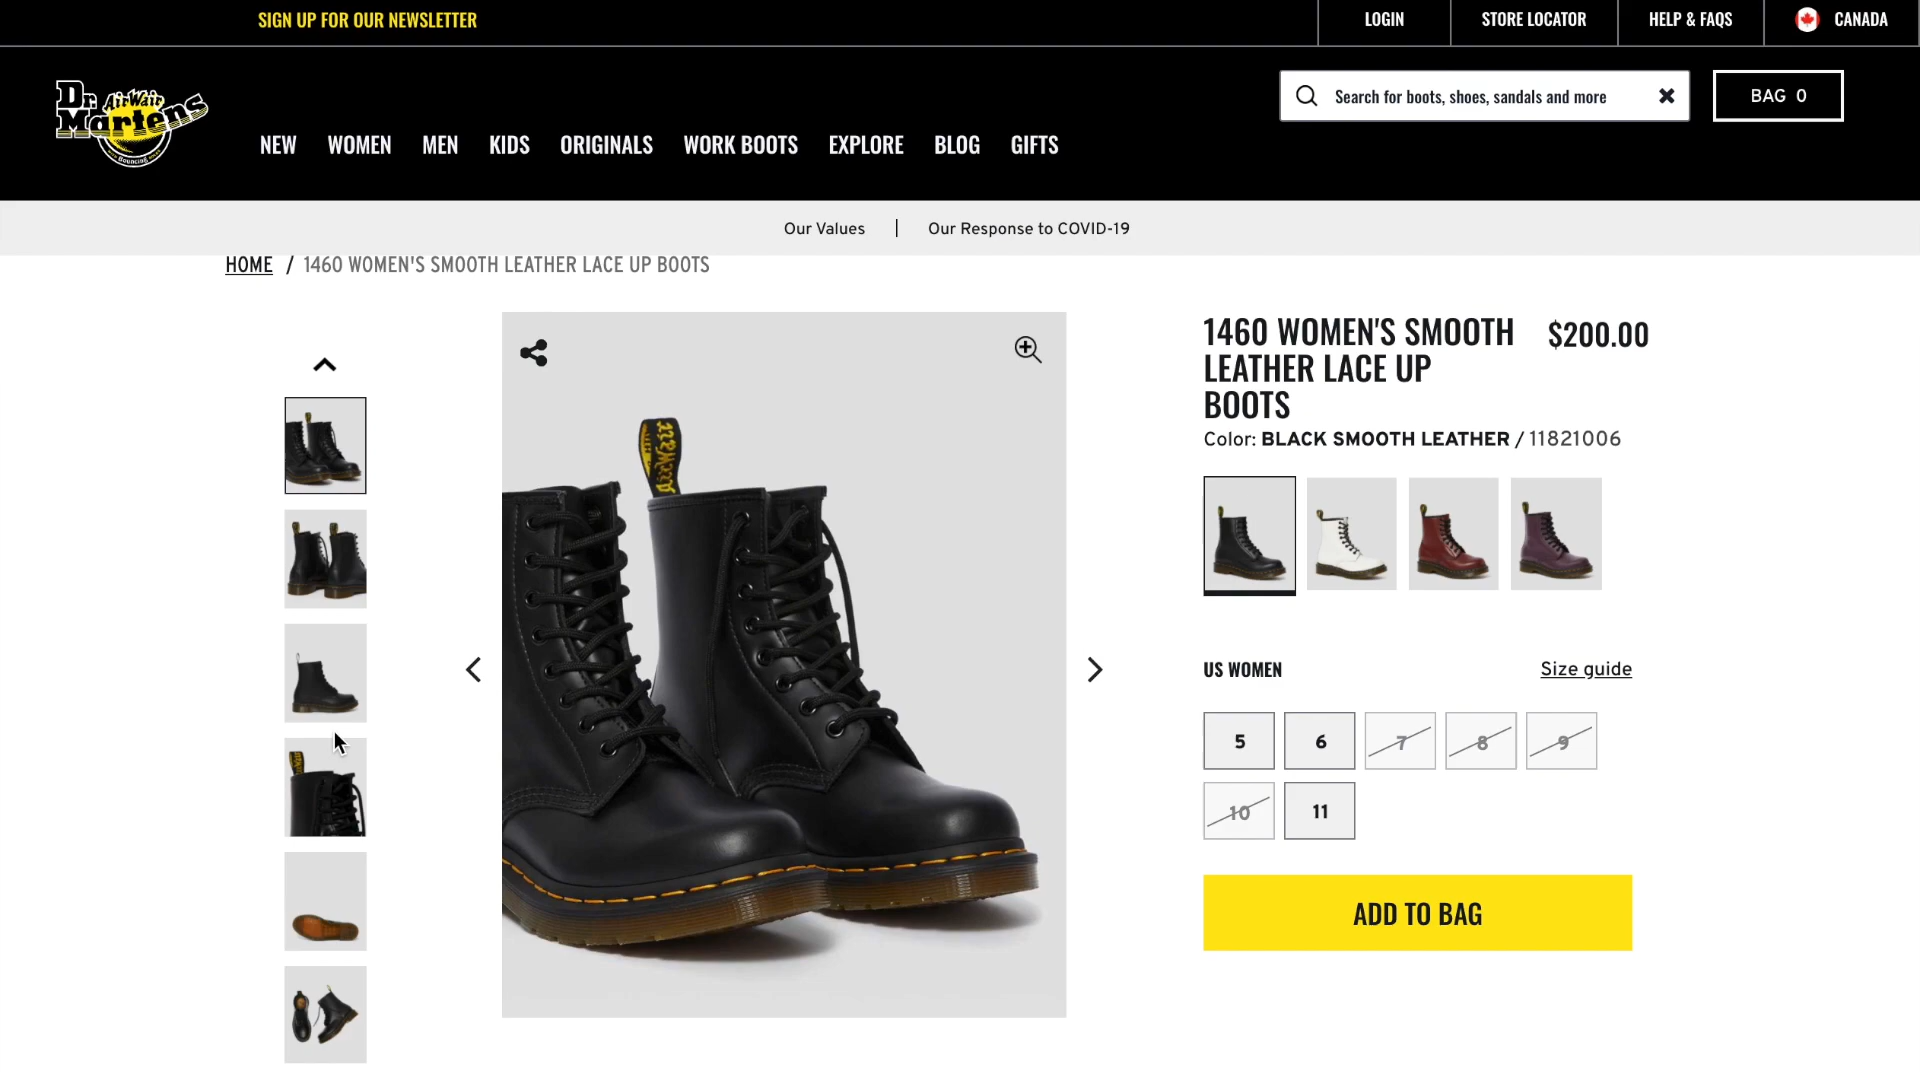 SIGN UP FOR OUR NEWSLETTER
LOGIN
STORE LOCATOR
HELP & FAQS
CANADA
Dr.
AirWair
Martens
Bouncing
Search for boots, shoes, sandals and more
BAG 0
NEW WOMEN MEN KIDS ORIGINALS WORK BOOTS EXPLORE BLOG GIFTS
Our Values | Our Response to COVID-19
HOME / 1460 WOMEN'S SMOOTH LEATHER LACE UP BOOTS
1460 WOMEN'S SMOOTH
LEATHER LACE UP
BOOTS
$200.00
Color: BLACK SMOOTH LEATHER / 11821006
AirWair
US WOMEN
Size guide
5 6 7 8 9
10 11
ADD TO BAG